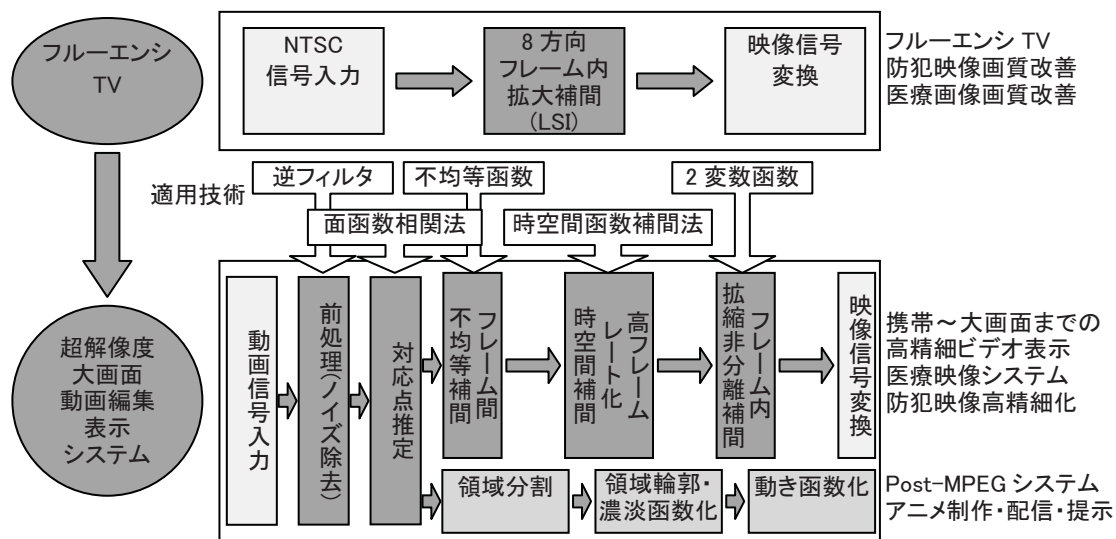 フルーエンシ
TV
NTSC
信号入力
8 方向
フレーム内
拡大補間
(LSI)
映像信号
変換
フルーエンシ TV
防犯映像画質改善
医療画像画質改善
適用技術
逆フィルタ
不均等函数
2 変数函数
面函数相関法
時空間函数補間法
超解像度
大画面
動画編集
表示
システム
動画信号入力
前処理(ノイズ除去)
対応点推定
フレーム間
不均等補間
高フレーム
レート化
時空間補間
フレーム内
拡縮非分離補間
映像信号変換
携帯～大画面までの
高精細ビデオ表示
医療映像システム
防犯映像高精細化
領域分割
領域輪郭・
濃淡函数化
動き函数化
Post-MPEG システム
アニメ制作・配信・提示